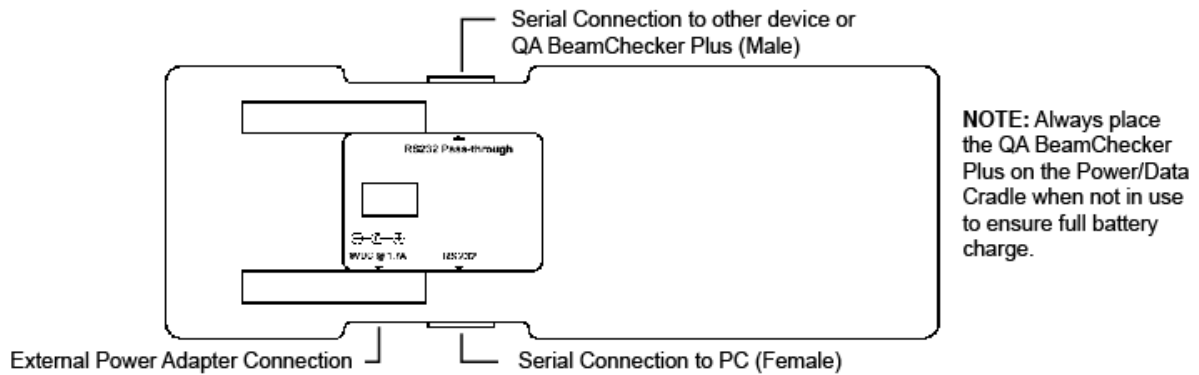 Serial Connection to other device or
QA BeamChecker Plus (Male)
NOTE: Always place
the QA BeamChecker
Plus on the Power/Data
Cradle when not in use
to ensure full battery
charge.
RS232 Pass-through
RS232
External Power Adapter Connection
Serial Connection to PC (Female)